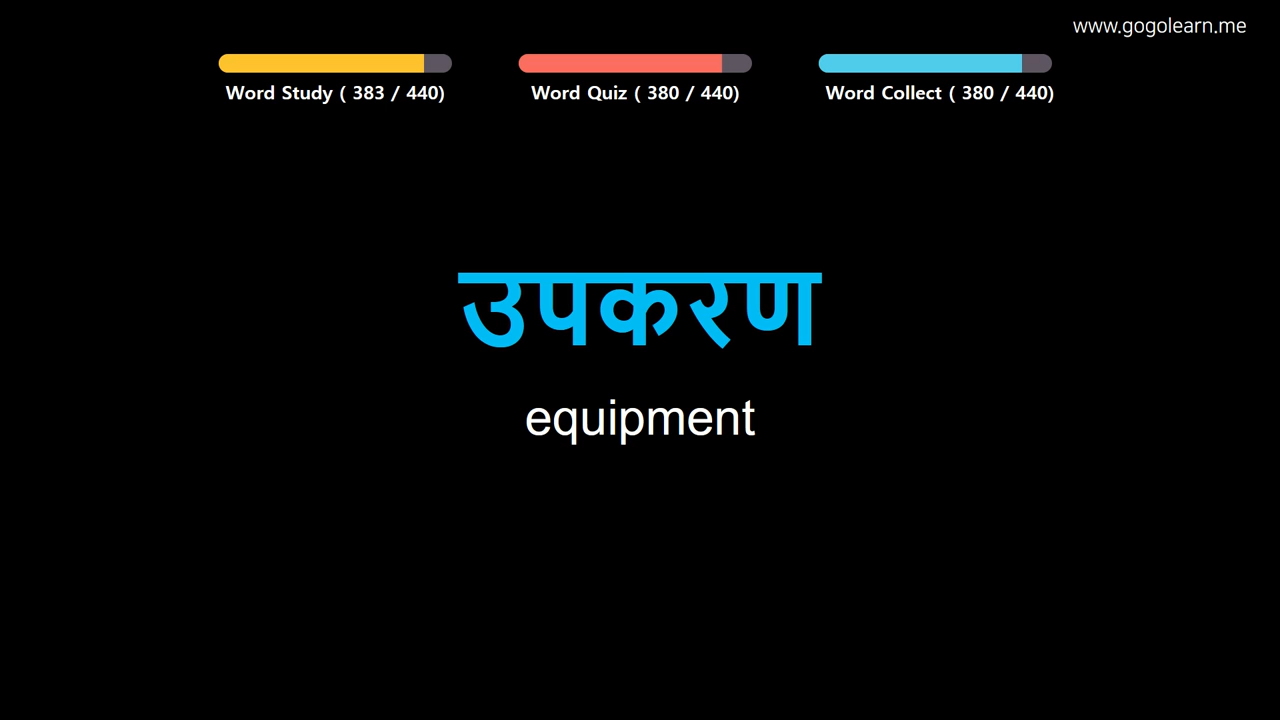 www.gogolearn.me
Word Study ( 383 / 440)
Word Quiz ( 380 / 440)
Word Collect ( 380 / 440)
उपकरण
equipment